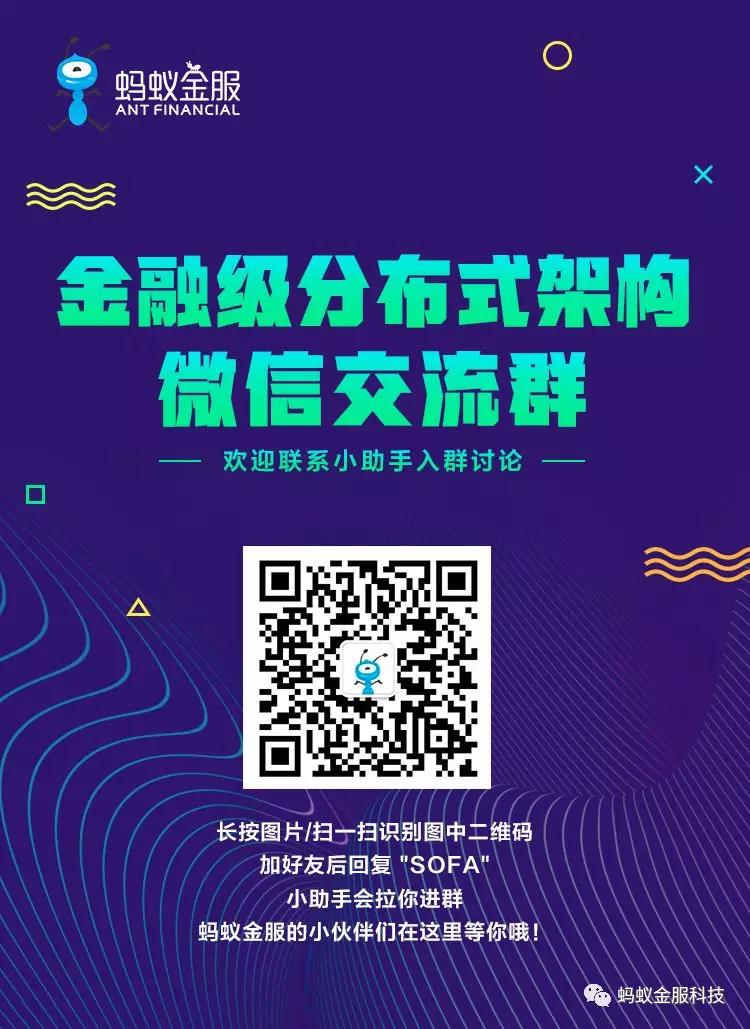 蚂蚁金服
ANT FINANCIAL
金融级分布式架构
微信交流群
欢迎联系小助手入群讨论
长按图片/扫一扫识别图中二维码
加好友后回复 "SOFA"
小助手会拉你进群
蚂蚁金服的小伙伴们在这里等你哦!
蚂蚁金服科技